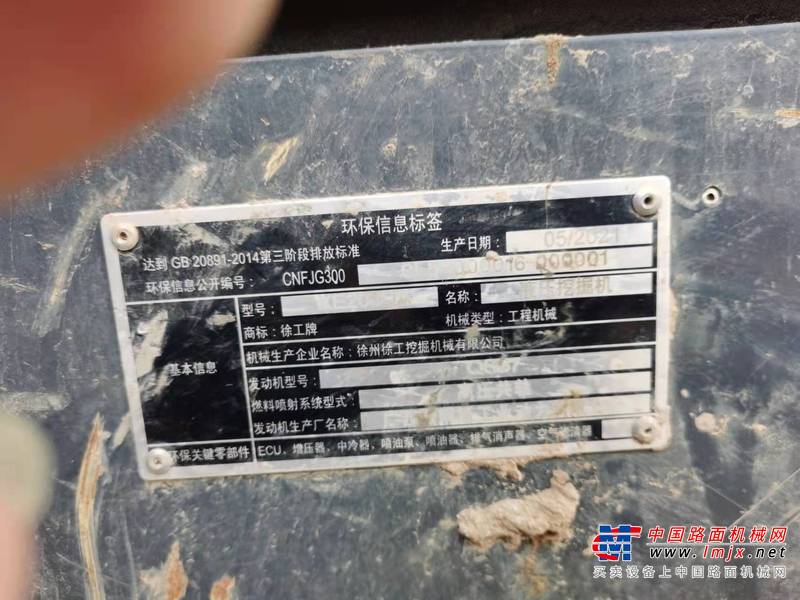 环保信息标签
达到 GB 20891-2014第三阶段排放标准 生产日期: 05/2021
环保信息公开编号: CNFJG300 000001
基本信息
型号: 名称: 液压挖掘机
商标: 徐工牌 机械类型: 工程机械
机械生产企业名称: 徐州徐工挖掘机械有限公司
发动机型号:
燃料喷射系统型式:
发动机生产厂名称:
环保关键零部件 ECU、增压器、中冷器、喷油泵、喷油器、排气消声器、空气滤清器
中国路面机械网
www.lmjx.net
买卖设备上中国路面机械网